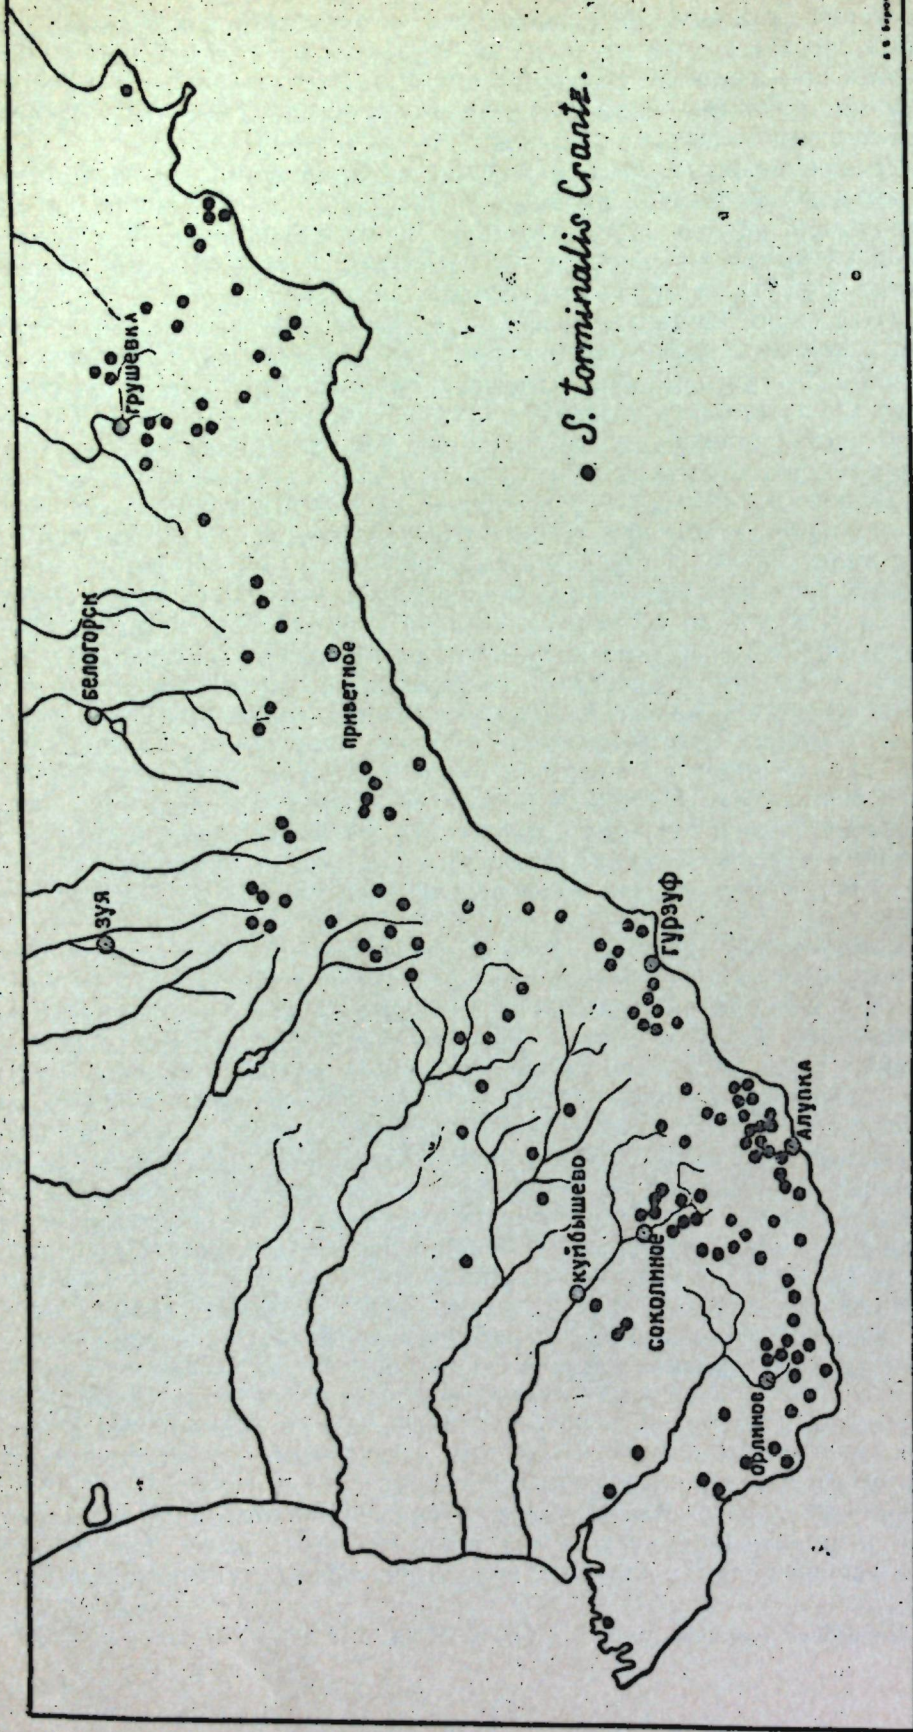 Зуя
Белогорск
Грушевка
Приветное
Куйбышево
Соколиное
Гурзуф
Орлиное
Алупка
S. torminalis Crantz.